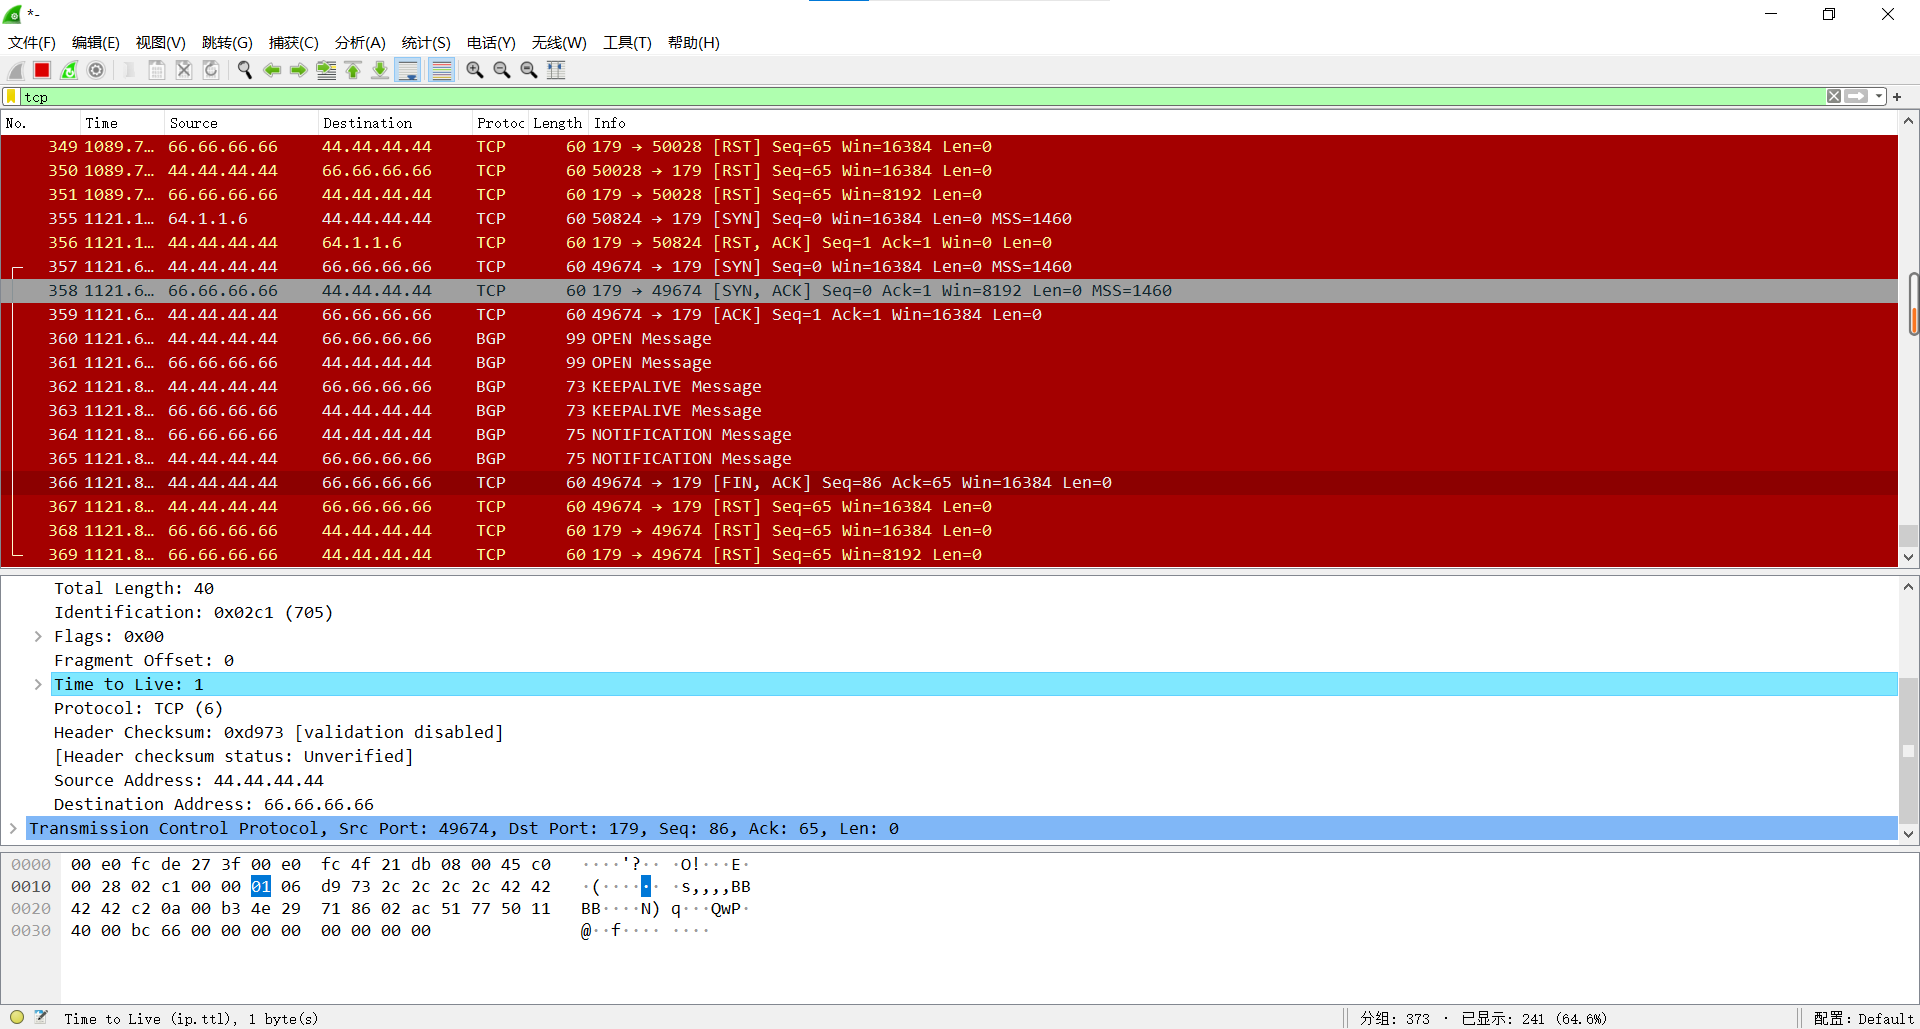 *-
文件(F) 编辑(E) 视图(V) 跳转(G) 捕获(C) 分析(A) 统计(S) 电话(Y) 无线(W) 工具(T) 帮助(H)
tcp
No. Time Source Destination Protoc Length Info
349 1089.7… 66.66.66.66 44.44.44.44 TCP 60 179 → 50028 [RST] Seq=65 Win=16384 Len=0
350 1089.7… 44.44.44.44 66.66.66.66 TCP 60 50028 → 179 [RST] Seq=65 Win=16384 Len=0
351 1089.7… 66.66.66.66 44.44.44.44 TCP 60 179 → 50028 [RST] Seq=65 Win=8192 Len=0
355 1121.1… 64.1.1.6 44.44.44.44 TCP 60 50824 → 179 [SYN] Seq=0 Win=16384 Len=0 MSS=1460
356 1121.1… 44.44.44.44 64.1.1.6 TCP 60 179 → 50824 [RST, ACK] Seq=1 Ack=1 Win=0 Len=0
357 1121.6… 44.44.44.44 66.66.66.66 TCP 60 49674 → 179 [SYN] Seq=0 Win=16384 Len=0 MSS=1460
358 1121.6… 66.66.66.66 44.44.44.44 TCP 60 179 → 49674 [SYN, ACK] Seq=0 Ack=1 Win=8192 Len=0 MSS=1460
359 1121.6… 44.44.44.44 66.66.66.66 TCP 60 49674 → 179 [ACK] Seq=1 Ack=1 Win=16384 Len=0
360 1121.6… 44.44.44.44 66.66.66.66 BGP 99 OPEN Message
361 1121.6… 66.66.66.66 44.44.44.44 BGP 99 OPEN Message
362 1121.8… 44.44.44.44 66.66.66.66 BGP 73 KEEPALIVE Message
363 1121.8… 66.66.66.66 44.44.44.44 BGP 73 KEEPALIVE Message
364 1121.8… 66.66.66.66 44.44.44.44 BGP 75 NOTIFICATION Message
365 1121.8… 44.44.44.44 66.66.66.66 BGP 75 NOTIFICATION Message
366 1121.8… 44.44.44.44 66.66.66.66 TCP 60 49674 → 179 [FIN, ACK] Seq=86 Ack=65 Win=16384 Len=0
367 1121.8… 44.44.44.44 66.66.66.66 TCP 60 49674 → 179 [RST] Seq=65 Win=16384 Len=0
368 1121.8… 66.66.66.66 44.44.44.44 TCP 60 179 → 49674 [RST] Seq=65 Win=16384 Len=0
369 1121.8… 66.66.66.66 44.44.44.44 TCP 60 179 → 49674 [RST] Seq=65 Win=8192 Len=0
Total Length: 40
Identification: 0x02c1 (705)
Flags: 0x00
Fragment Offset: 0
Time to Live: 1
Protocol: TCP (6)
Header Checksum: 0xd973 [validation disabled]
[Header checksum status: Unverified]
Source Address: 44.44.44.44
Destination Address: 66.66.66.66
Transmission Control Protocol, Src Port: 49674, Dst Port: 179, Seq: 86, Ack: 65, Len: 0
0000 00 e0 fc de 27 3f 00 e0 fc 4f 21 db 08 00 45 c0 ····'?·· ·O!···E·
0010 00 28 02 c1 00 00 01 06 d9 73 2c 2c 2c 2c 42 42 ·(······ ·s,,,,BB
0020 42 42 c2 0a 00 b3 4e 29 71 86 02 ac 51 77 50 11 BB····N) q···QwP·
0030 40 00 bc 66 00 00 00 00 00 00 00 00 @··f···· ····
Time to Live (ip.ttl), 1 byte(s) 分组: 373 · 已显示: 241 (64.6%) 配置: Default